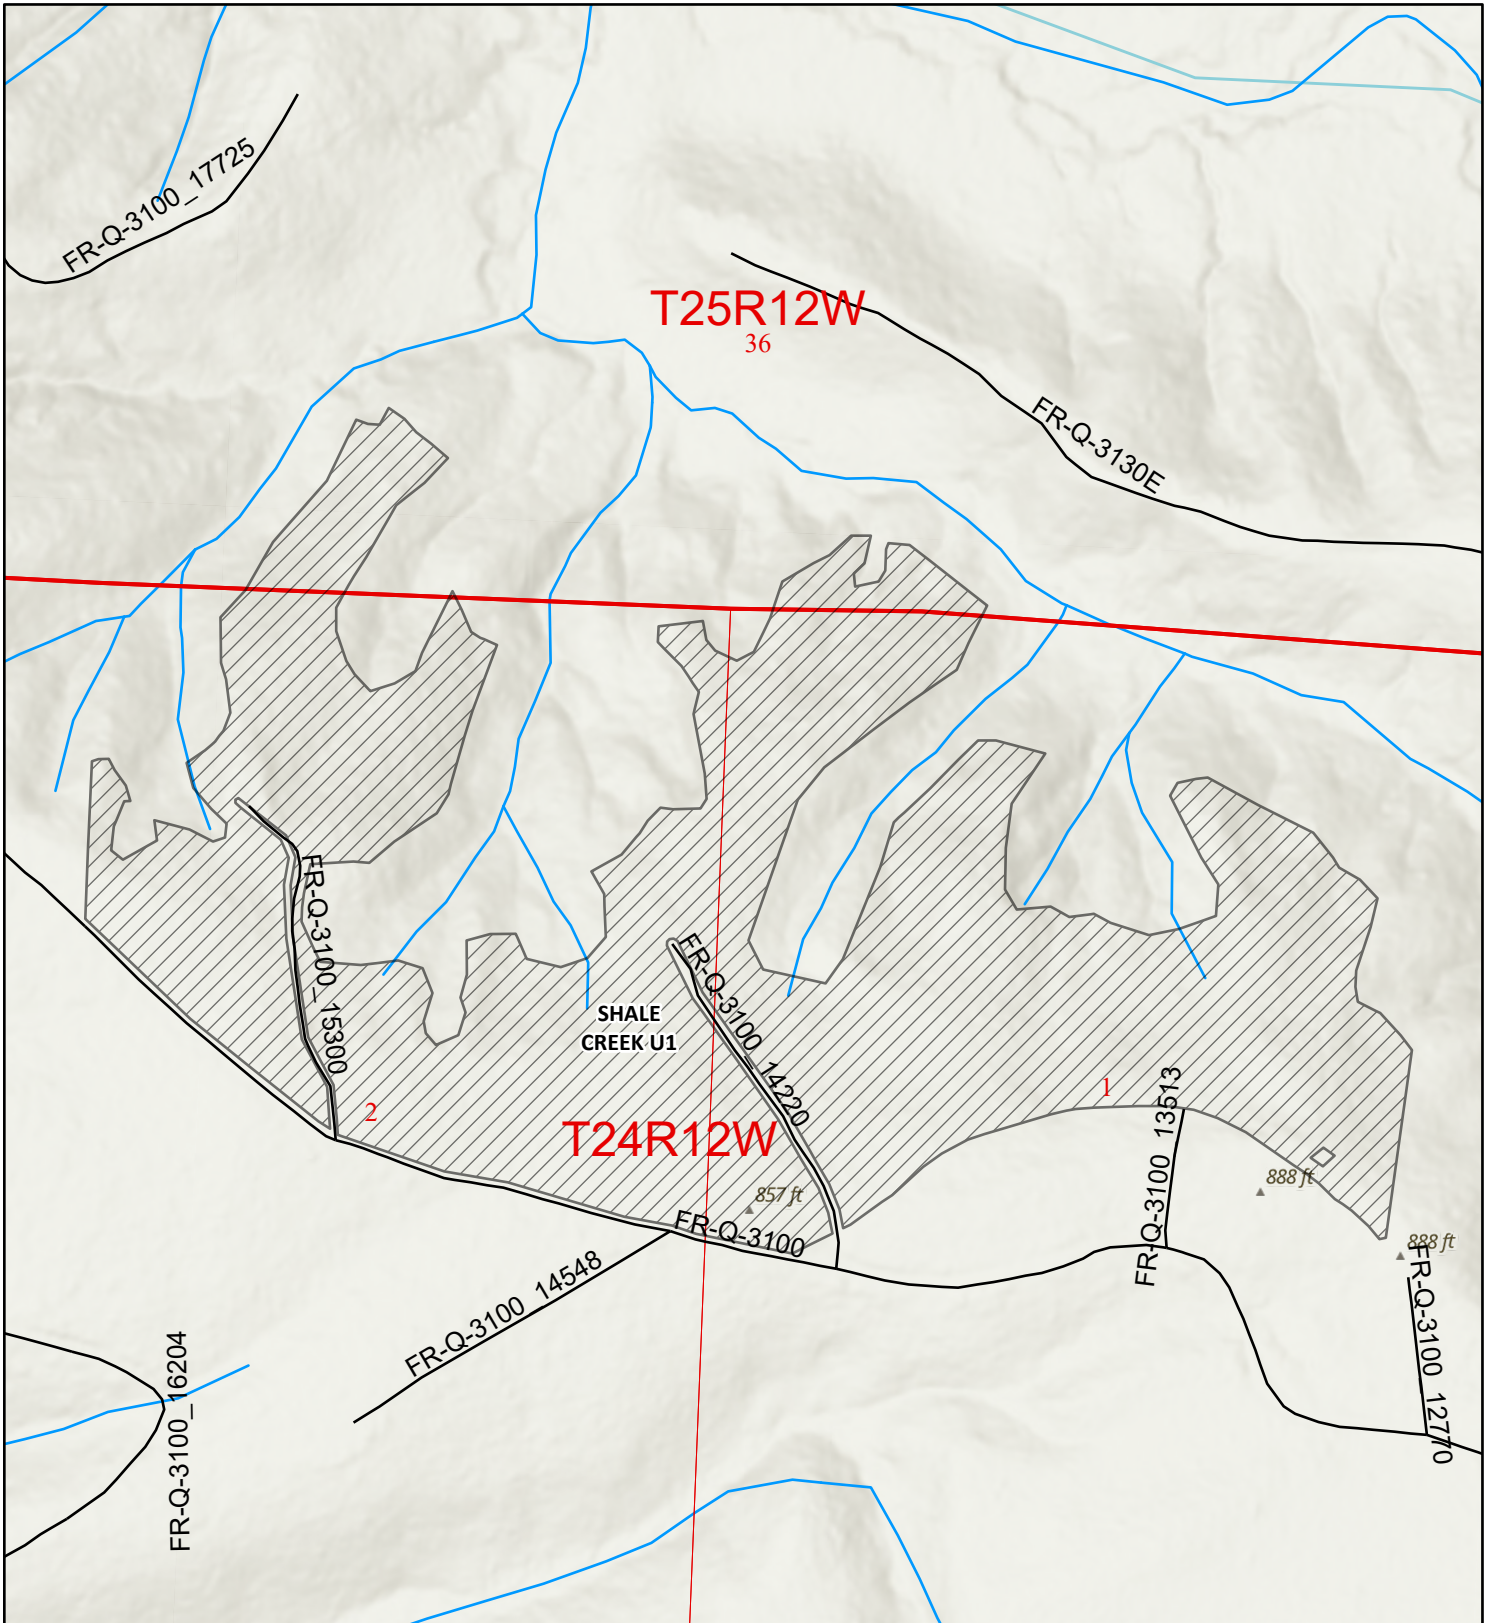 FR-Q-3100_17725
T25R12W
36
FR-Q-3130E
FR-Q-3100_15300
FR-Q-3100_14220
SHALE
CREEK U1
2
T24R12W
1
FR-Q-3100_13513
857 ft
888 ft
FR-Q-3100
888 ft
FR-Q-3100_14548
FR-Q-3100_16204
FR-Q-3100_12770